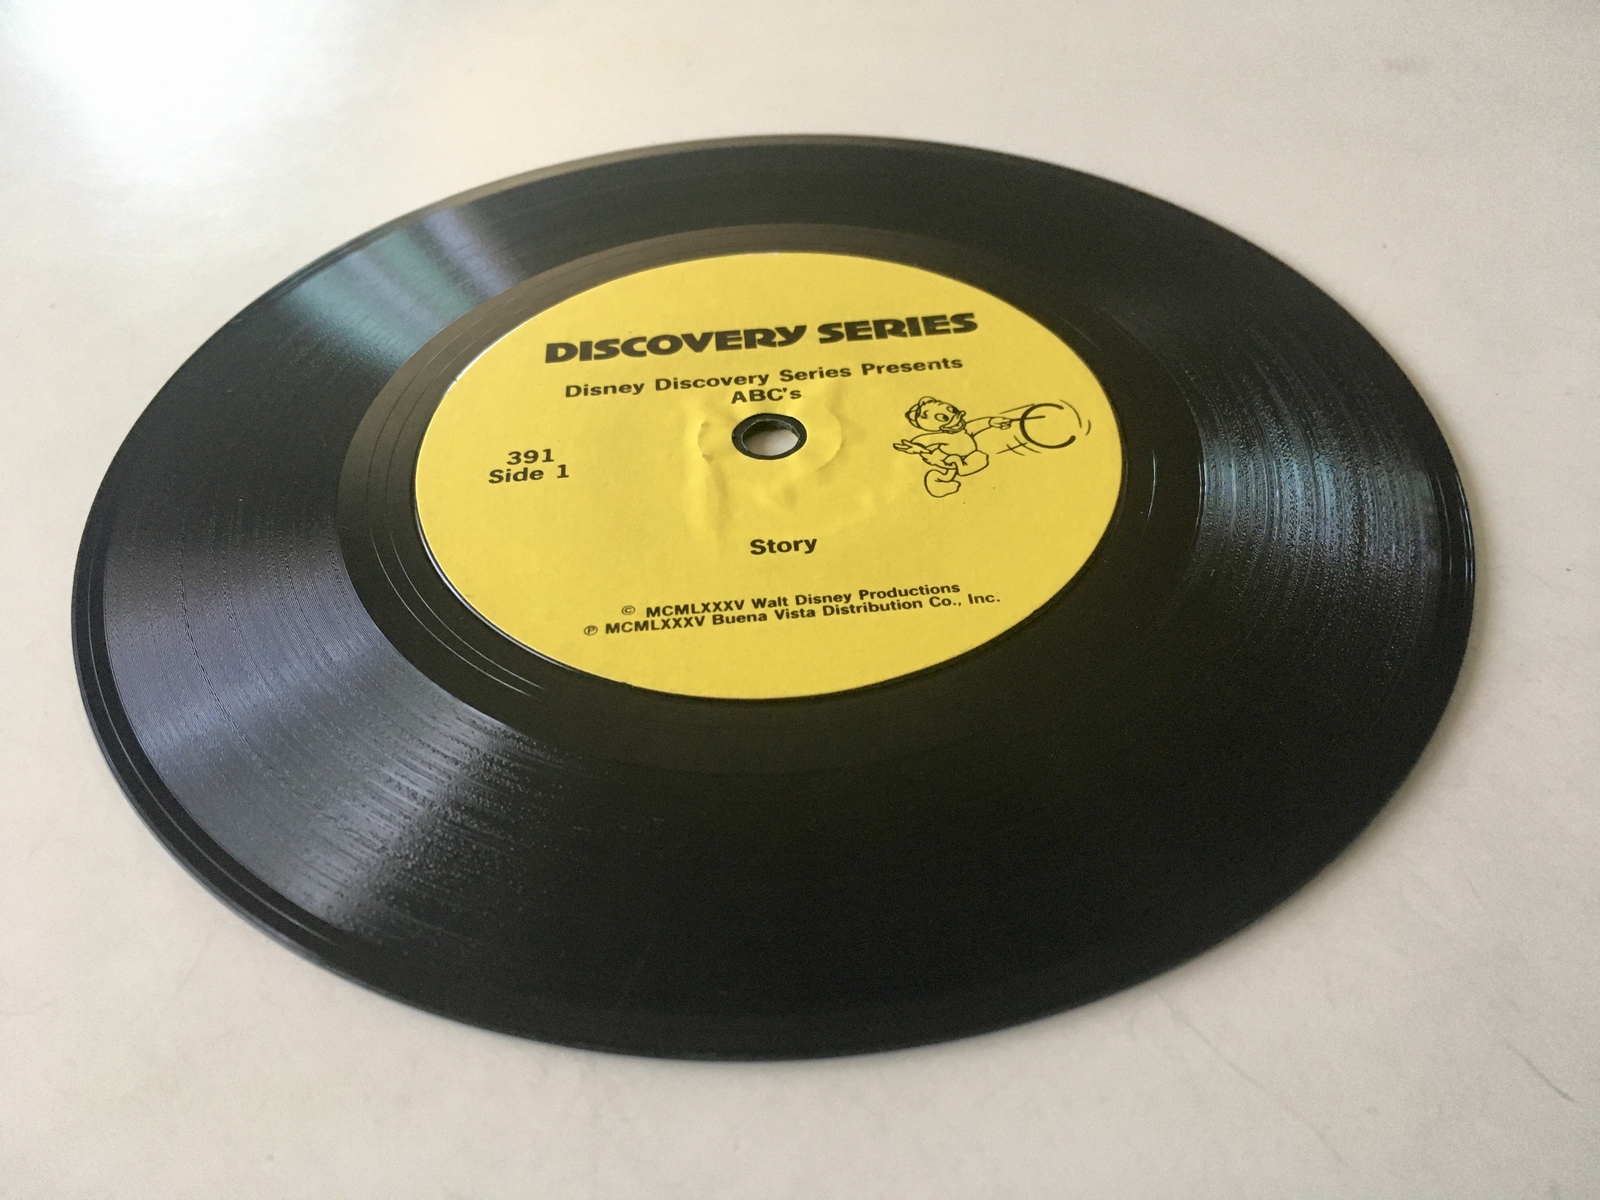 DISCOVERY SERIES
Disney Discovery Series Presents
ABC's
391
Side 1
C
Story
© MCMLXXXV Walt Disney Productions
℗ MCMLXXXV Buena Vista Distribution Co., Inc.